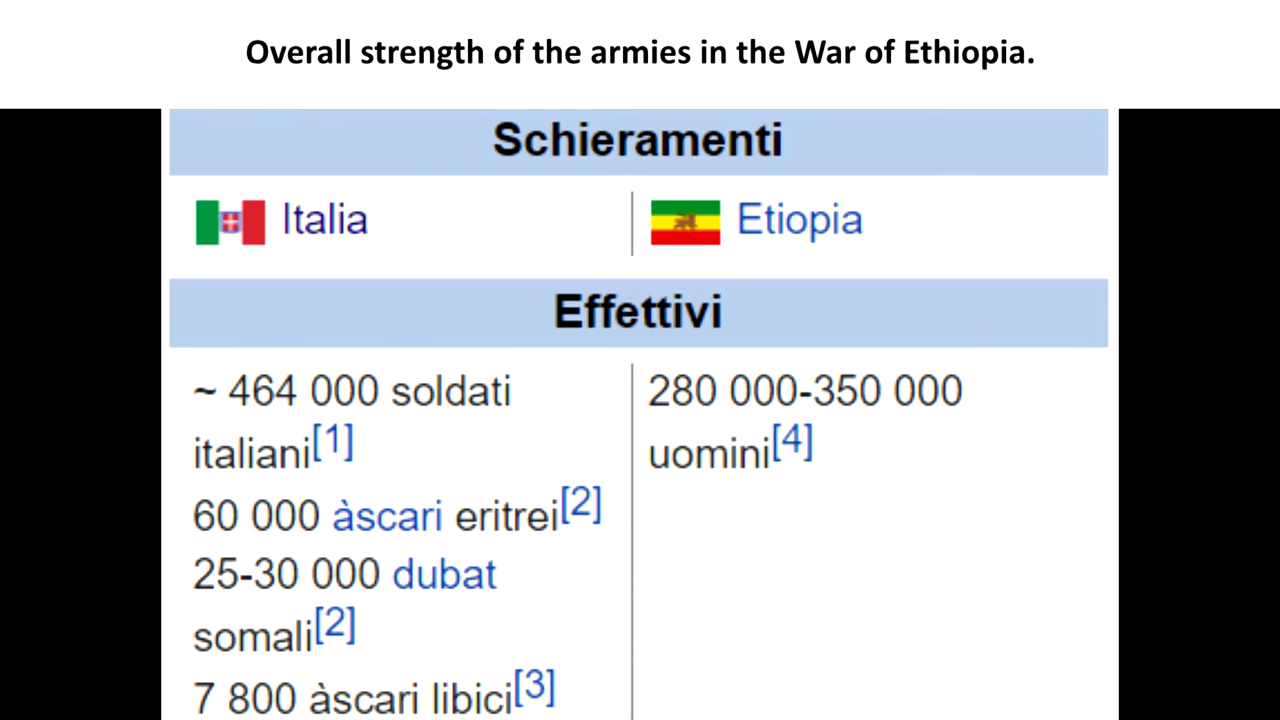 Overall strength of the armies in the War of Ethiopia.
Schieramenti
Italia
Etiopia
Effettivi
~ 464 000 soldati
italiani[1]
60 000 àscari eritrei[2]
25-30 000 dubat
somali[2]
7 800 àscari libici[3]
280 000-350 000
uomini[4]